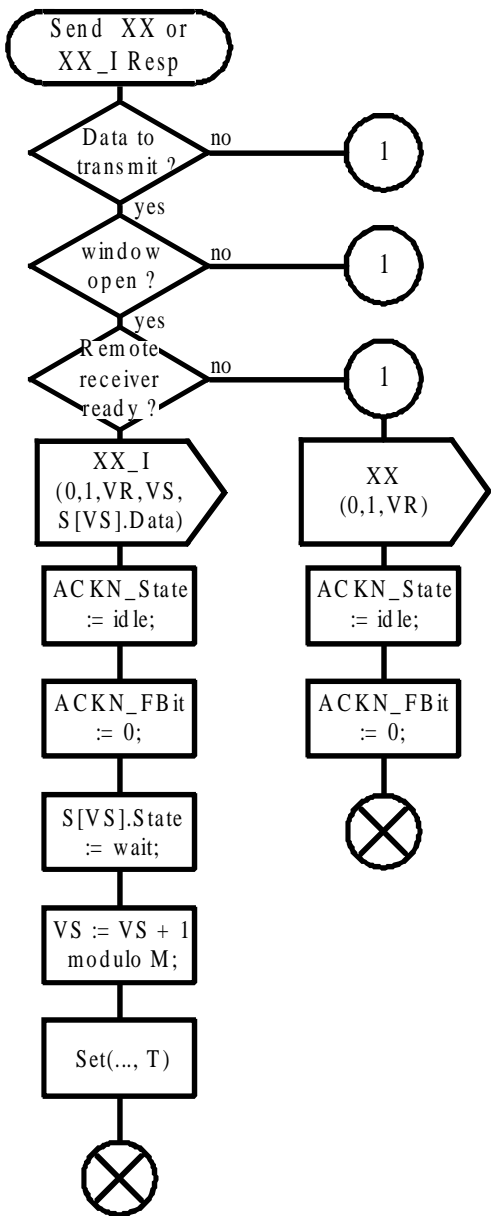 Send XX or
XX_I Resp
Data to
transmit ?
no
1
yes
window
open ?
no
1
yes
Remote
receiver
ready ?
no
1
XX_I
(0,1,VR,VS,
S[VS].Data)
ACKN_State
:= idle;
ACKN_FBit
:= 0;
S[VS].State
:= wait;
VS := VS + 1
modulo M;
Set(..., T)
XX
(0,1,VR)
ACKN_State
:= idle;
ACKN_FBit
:= 0;